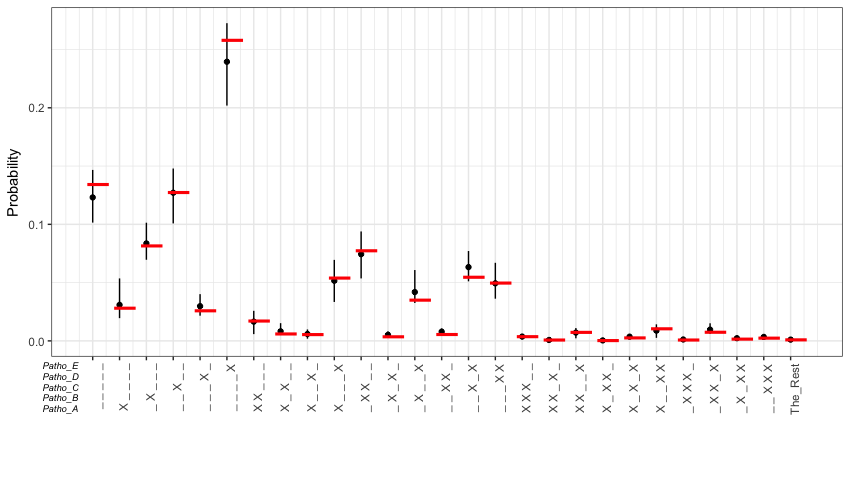 Probability
0.2
0.1
0.0
Patho_E
Patho_D
Patho_C
Patho_B
Patho_A
_ _ _ _ _
X _ _ _ _
_ X _ _ _
_ _ X _ _
_ _ _ X _
_ _ _ _ X
X X _ _ _
X _ X _ _
X _ _ X _
X _ _ _ X
_ X X _ _
_ X _ X _
_ X _ _ X
_ _ X X _
_ _ X _ X
_ _ _ X X
X X X _ _
X X _ X _
X X _ _ X
X _ X X _
X _ X _ X
X _ _ X X
_ X X X _
_ X X _ X
_ X _ X X
_ _ X X X
The_Rest